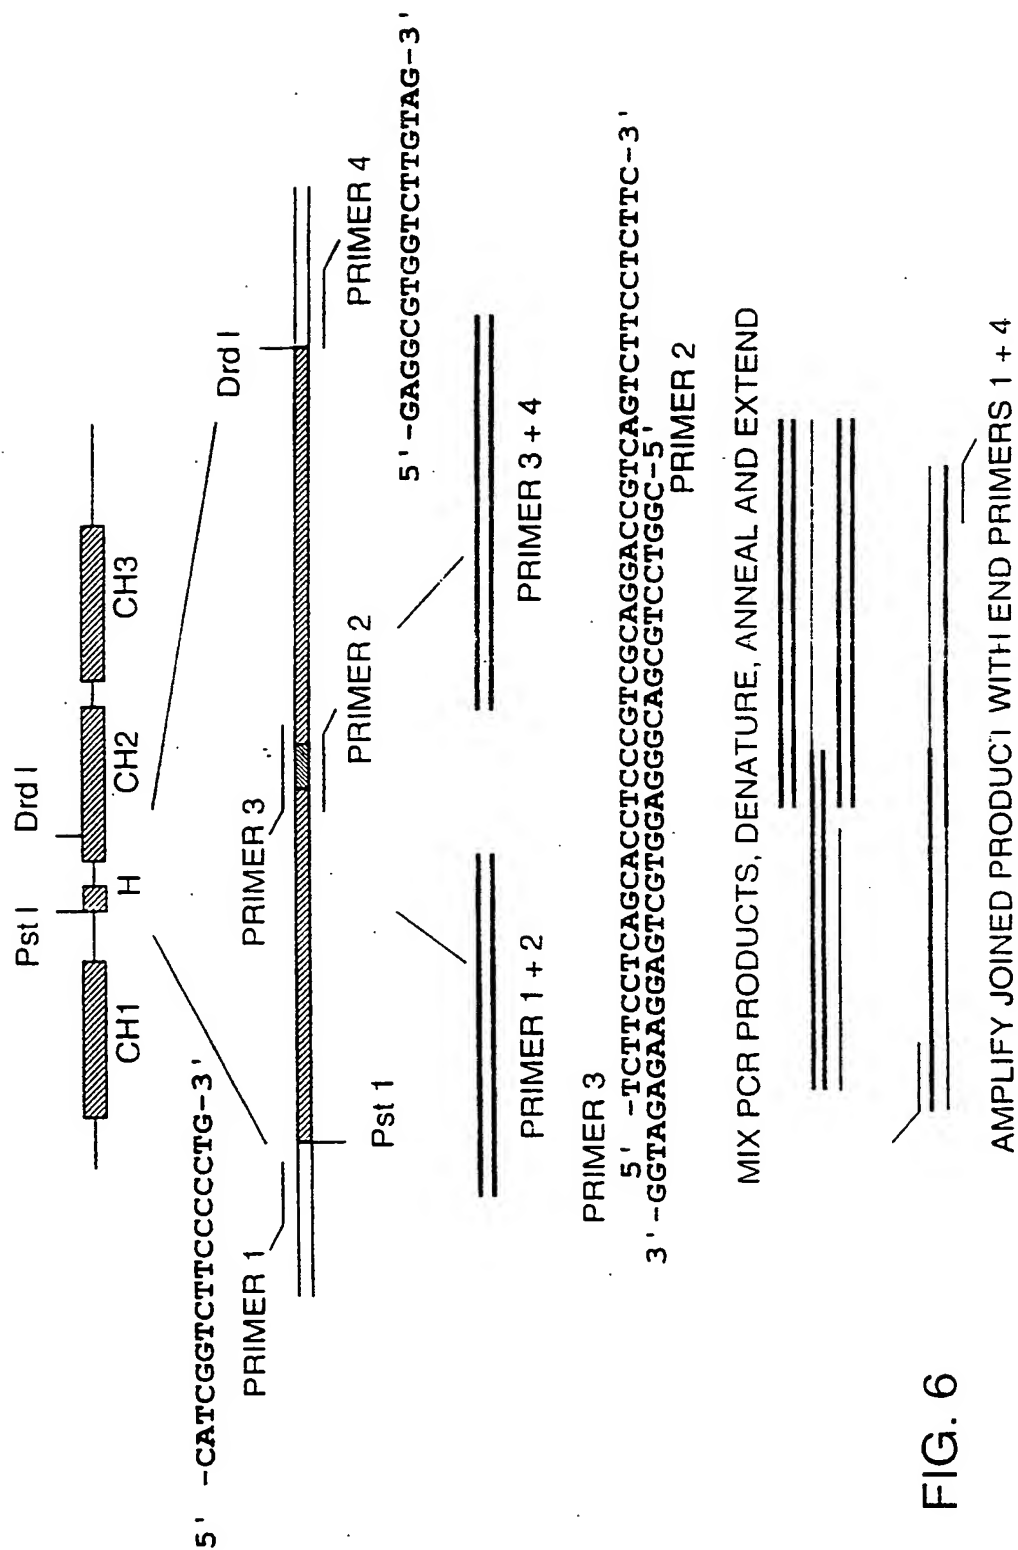 Pst I
Drd I
CH1
H
CH2
CH3
5' -CATCGGTCTTCCCCCTG-3'
Drd I
PRIMER 1
PRIMER 3
PRIMER 2
PRIMER 4
Pst 1
5'-GAGGCGTGGTCTTGTAG-3'
PRIMER 1 + 2
PRIMER 3 + 4
PRIMER 3
5' -TCTTCCTCAGCACCTCCCGTCGCAGGACCGTCAGTCTTCCTCTTC-3'
3'-GGTAGAGAAGGAGTCGTGGAGGGCAGCGTCCTGGC-5'
PRIMER 2
MIX PCR PRODUCTS, DENATURE, ANNEAL AND EXTEND
AMPLIFY JOINED PRODUCT WITH END PRIMERS 1 + 4
FIG. 6